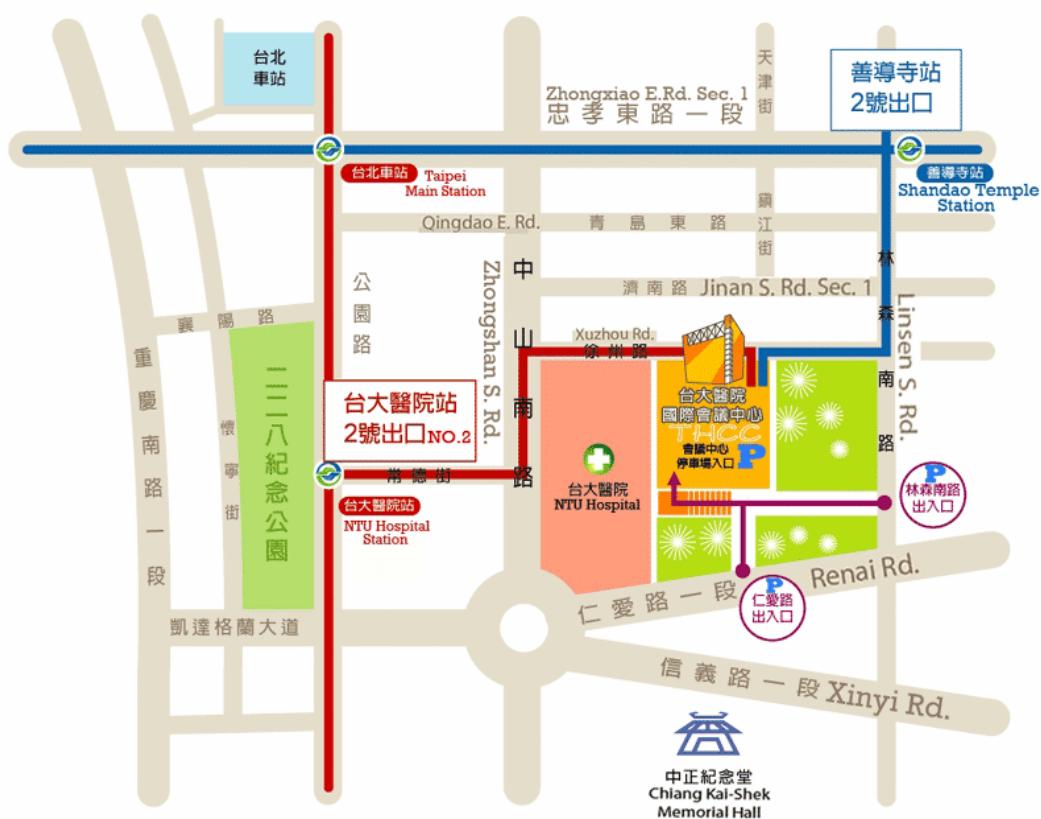 台北
車站
天津街
善導寺站
2號出口
Zhongxiao E.Rd. Sec. 1
忠孝東路一段
台北車站
Taipei
Main Station
善導寺站
Shandao Temple
Station
Qingdao E. Rd.
青島東路
鎮江街
中山南路
Zhongshan S. Rd.
公園路
濟南路 Jinan S. Rd. Sec. 1
林森南路
Linsen S. Rd.
襄陽路
Xuzhou Rd.
徐州路
重慶南路一段
懷寧街
二二八紀念公園
台大醫院站
2號出口NO.2
常德街
台大醫院站
NTU Hospital
Station
台大醫院
國際會議中心
THCC
會議中心
停車場入口
P
台大醫院
NTU Hospital
P
林森南路
出入口
P
仁愛路
出入口
仁愛路一段 Renai Rd.
凱達格蘭大道
信義路一段 Xinyi Rd.
中正紀念堂
Chiang Kai-Shek
Memorial Hall